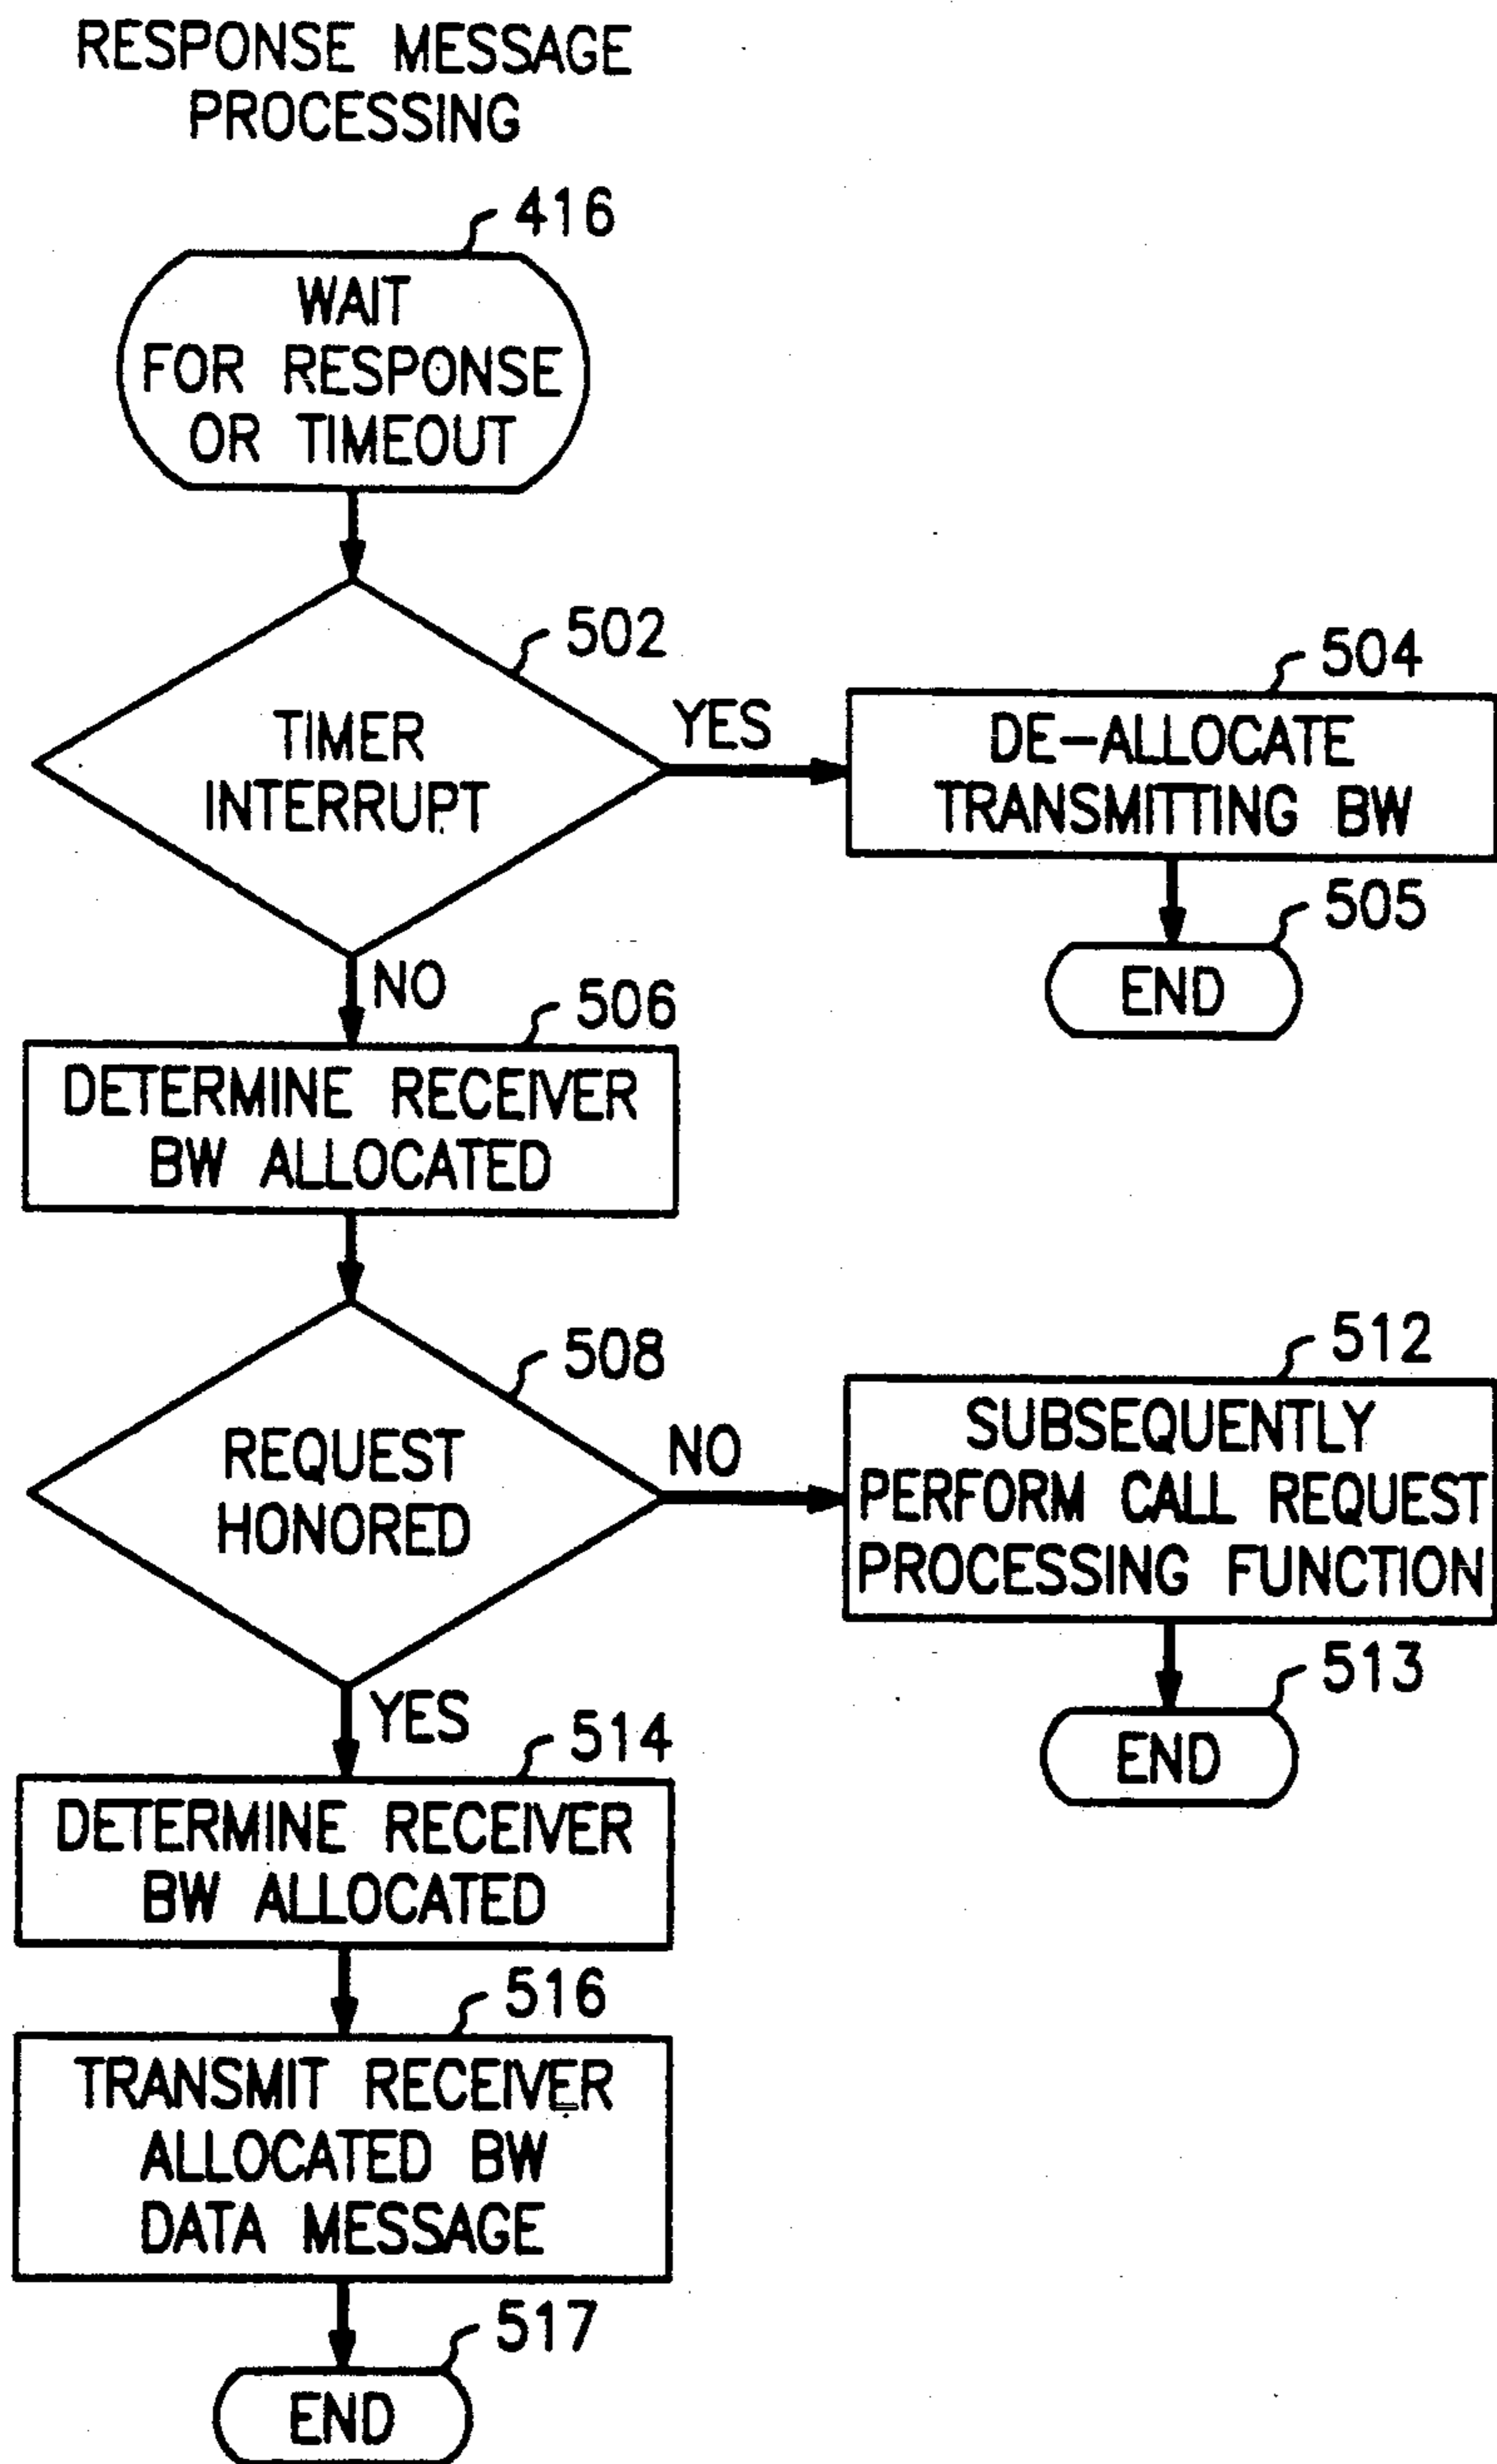 RESPONSE MESSAGE
PROCESSING
416
WAIT
FOR RESPONSE
OR TIMEOUT
502
TIMER
INTERRUPT
YES
504
DE-ALLOCATE
TRANSMITTING BW
505
END
NO
506
DETERMINE RECEIVER
BW ALLOCATED
508
REQUEST
HONORED
NO
512
SUBSEQUENTLY
PERFORM CALL REQUEST
PROCESSING FUNCTION
513
END
YES
514
DETERMINE RECEIVER
BW ALLOCATED
516
TRANSMIT RECEIVER
ALLOCATED BW
DATA MESSAGE
517
END